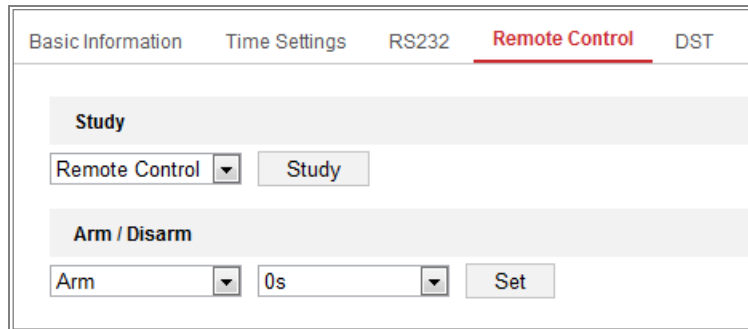 Basic Information Time Settings RS232 Remote Control DST
Study
Remote Control Study
Arm / Disarm
Arm 0s Set